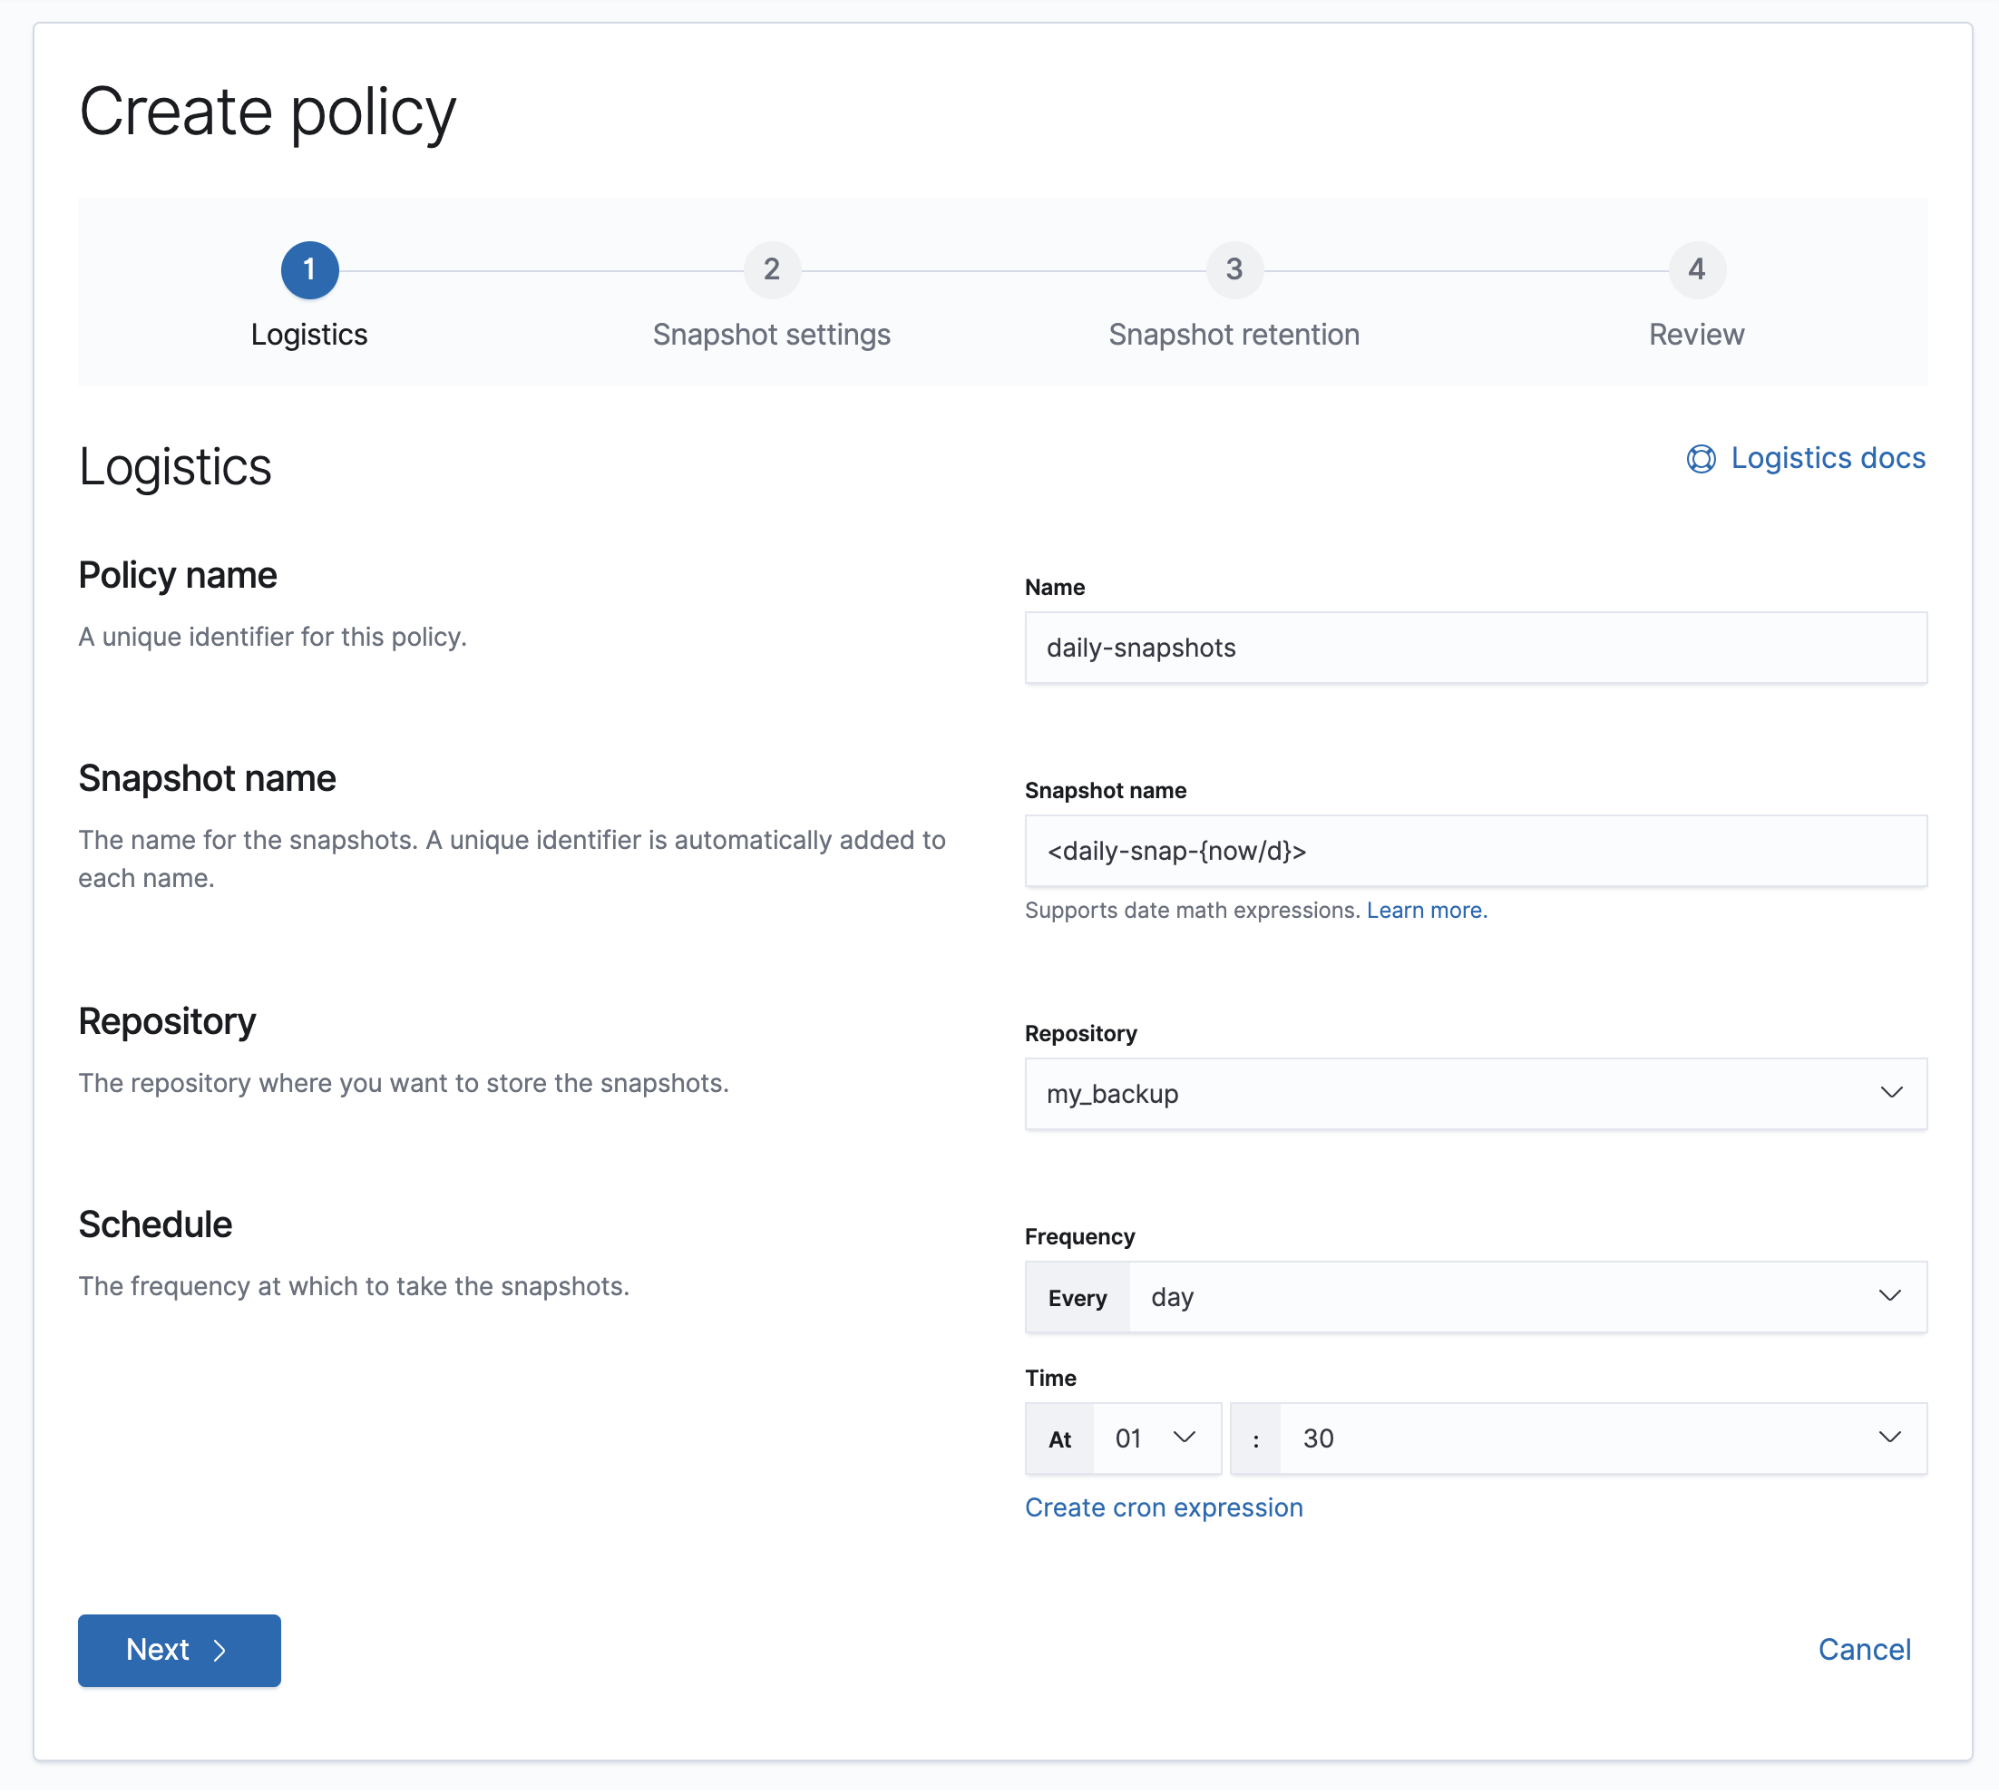 Create policy
1
2
3
4
Logistics
Snapshot settings
Snapshot retention
Review
Logistics
Logistics docs
Policy name
A unique identifier for this policy.
Name
daily-snapshots
Snapshot name
The name for the snapshots. A unique identifier is automatically added to
each name.
Snapshot name
<daily-snap-{now/d}>
Supports date math expressions. Learn more.
Repository
The repository where you want to store the snapshots.
Repository
my_backup
Schedule
The frequency at which to take the snapshots.
Frequency
Every day
Time
At 01 : 30
Create cron expression
Next
Cancel